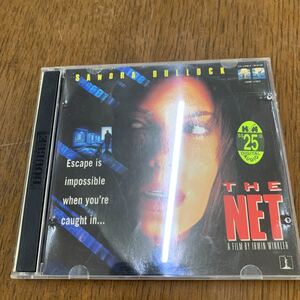 SANDRA BULLOCK
Escape is
impossible
when you're
caught in...
25
THE
NET
A FILM BY IRWIN WINKLER